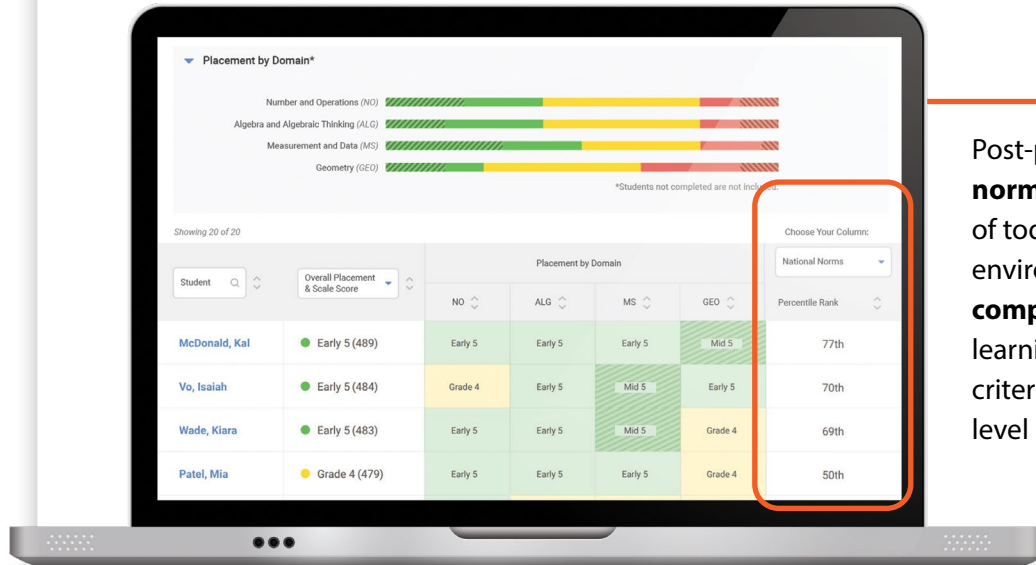 Placement by Domain*
Number and Operations (NO)
Algebra and Algebraic Thinking (ALG)
Measurement and Data (MS)
Geometry (GEO)
*Students not completed are not included.
Showing 20 of 20
Choose Your Column:
Student
Overall Placement
& Scale Score
Placement by Domain
National Norms
NO
ALG
MS
GEO
Percentile Rank
McDonald, Kal
Early 5 (489)
Early 5
Early 5
Early 5
Mid 5
77th
Vo, Isaiah
Early 5 (484)
Grade 4
Early 5
Mid 5
Early 5
70th
Wade, Kiara
Early 5 (483)
Early 5
Early 5
Mid 5
Grade 4
69th
Patel, Mia
Grade 4 (479)
Early 5
Early 5
Early 5
Grade 4
50th
Post-
norm
of
learni
criter
level